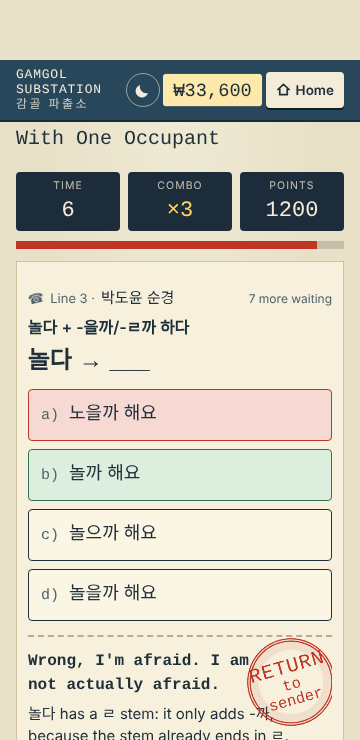 GAMGOL
SUBSTATION
감골 파출소
₩33,600
Home
With One Occupant
TIME
6
COMBO
×3
POINTS
1200
☎ Line 3 · 박도윤 순경
7 more waiting
놀다 + -을까/-ㄹ까 하다
놀다 → ___
a) 노을까 해요
b) 놀까 해요
c) 놀으까 해요
d) 놀을까 해요
Wrong, I'm afraid. I am
not actually afraid.
RETURN
to
sender
놀다 has a ㄹ stem: it only adds -까,
because the stem already ends in ㄹ.